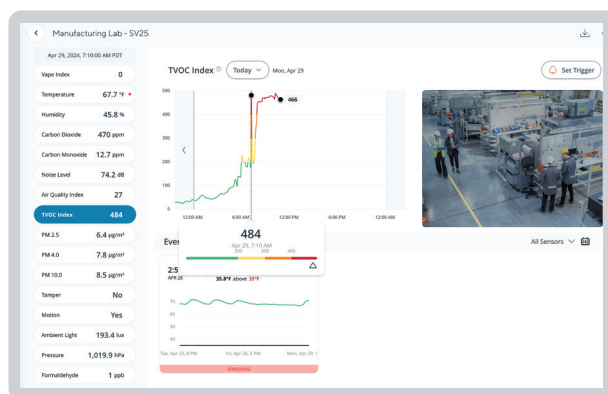 Manufacturing Lab - SV25
Apr 29, 2024, 7:10:00 AM PDT
Vape Index 0
Temperature 67.7 °F
Humidity 45.8 %
Carbon Dioxide 470 ppm
Carbon Monoxide 12.7 ppm
Noise Level 74.2 dB
Air Quality Index 27
TVOC Index 484
PM 2.5 6.4 µg/m³
PM 4.0 7.8 µg/m³
PM 10.0 8.5 µg/m³
Tamper No
Motion Yes
Ambient Light 193.4 lux
Pressure 1,019.9 hPa
Formaldehyde 1 ppb
TVOC Index Today Mon, Apr 29
Set Trigger
500
400
300
200
100
0
466
12:00 AM 6:00 AM 12:00 PM 6:00 PM 12:00 AM
484
Apr 29, 7:10 AM
200 300 400
Eve
All Sensors
2:5
APR 26
35.8°F above 35°F
70
60
50
40
Tue, Apr 23, 8 PM Fri, Apr 26, 3 PM Mon, Apr 29, 1
ONGOING